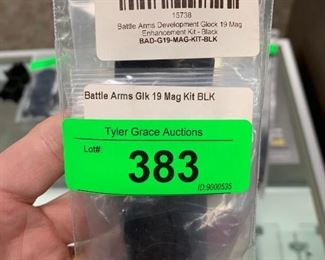 15738
Battle Arms Development Glock 19 Mag
Enhancement Kit - Black
BAD-G19-MAG-KIT-BLK
Battle Arms Glk 19 Mag Kit BLK
Tyler Grace Auctions
Lot#:
383
ID:9000535